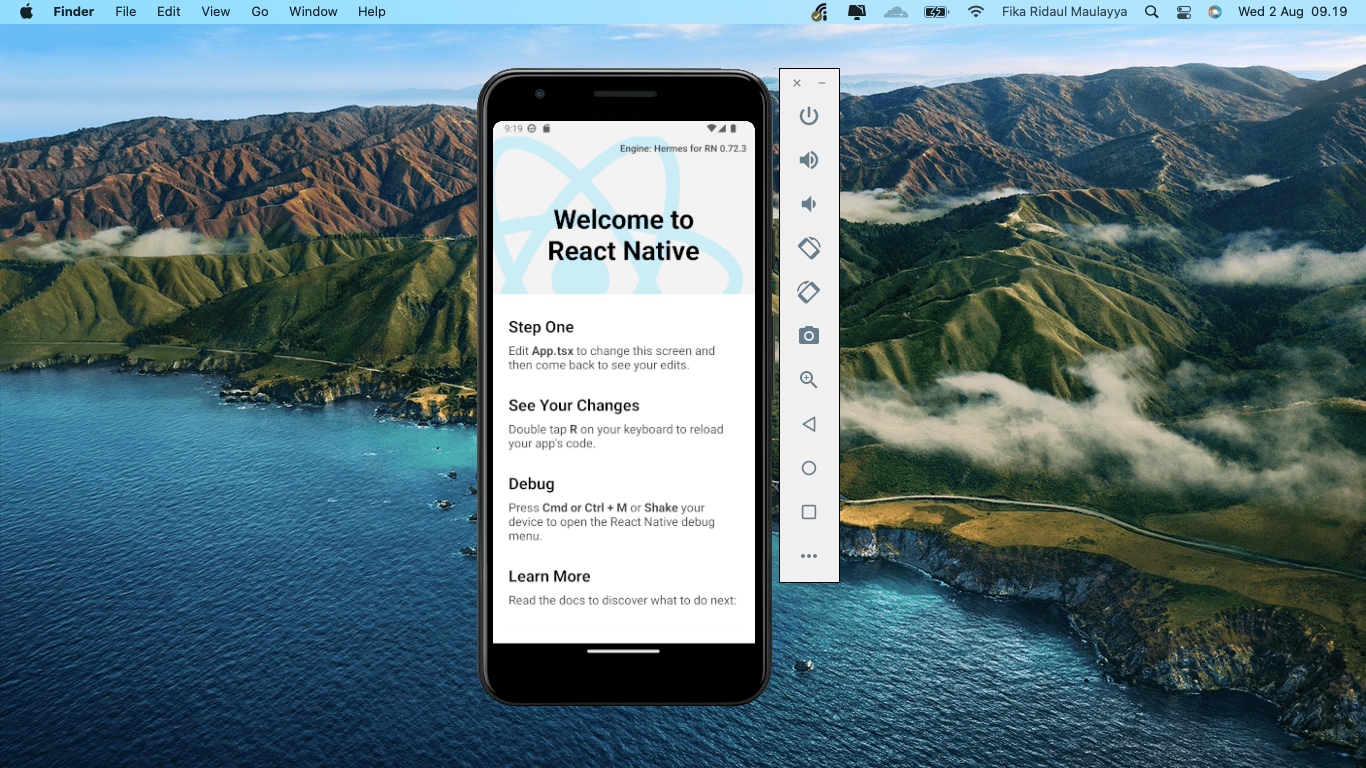 Finder File Edit View Go Window Help Fika Ridaul Maulayya Wed 2 Aug 09.19
9:19
Engine: Hermes for RN 0.72.3
Welcome to
React Native
Step One
Edit App.tsx to change this screen and
then come back to see your edits.
See Your Changes
Double tap R on your keyboard to reload
your app's code.
Debug
Press Cmd or Ctrl + M or Shake your
device to open the React Native debug
menu.
Learn More
Read the docs to discover what to do next: